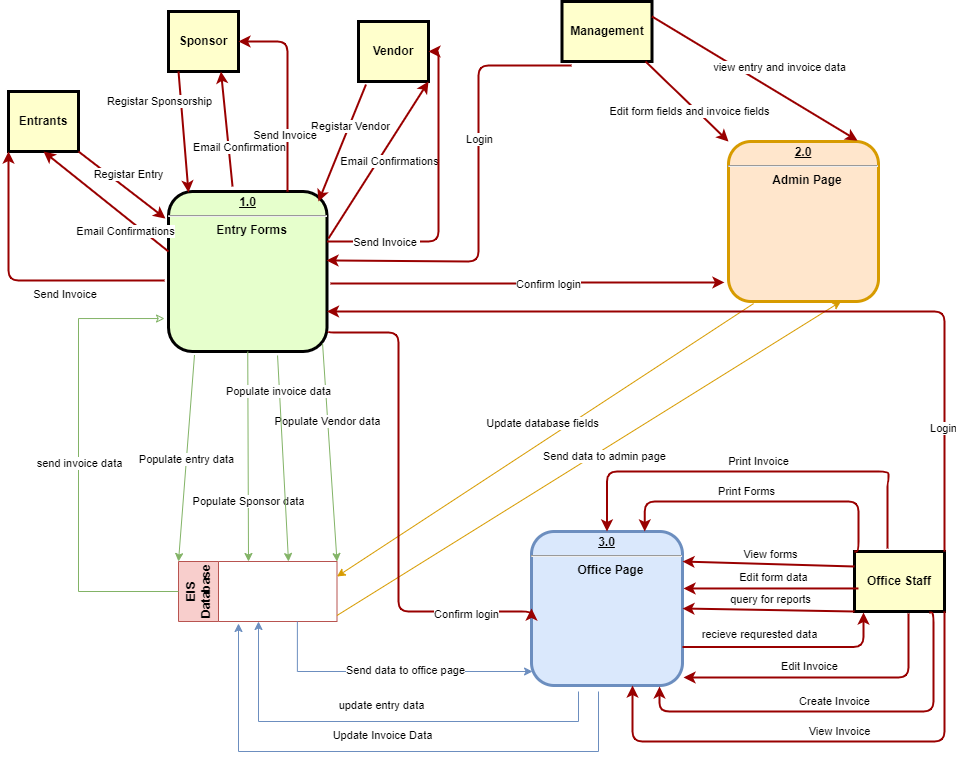 Sponsor
Vendor
Management
Entrants
view entry and invoice data
Registar Sponsorship
Edit form fields and invoice fields
Send Invoice
Registar Vendor
Login
Email Confirmation
Email Confirmations
Registar Entry
2.0
Admin Page
1.0
Entry Forms
Email Confirmations
Send Invoice
Confirm login
Send Invoice
Populate invoice data
Populate Vendor data
Update database fields
Login
send invoice data
Populate entry data
Send data to admin page
Print Invoice
Populate Sponsor data
Print Forms
3.0
Office Page
View forms
Edit form data
Office Staff
query for reports
EIS
Database
Confirm login
recieve requrested data
Send data to office page
Edit Invoice
update entry data
Create Invoice
Update Invoice Data
View Invoice